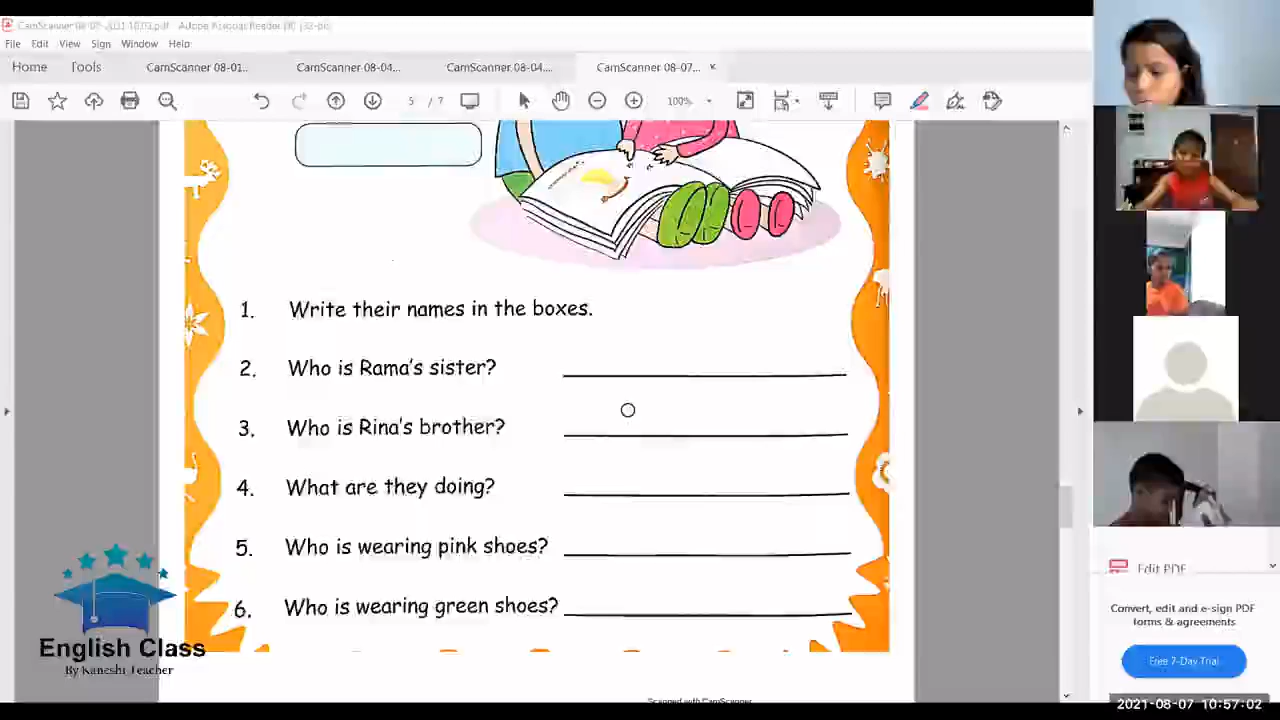 File Edit View Sign Window Help
Home Tools CamScanner 08-01... CamScanner 08-04... CamScanner 08-04... CamScanner 08-07... ×
5 / 7 100%
1. Write their names in the boxes.
2. Who is Rama's sister?
3. Who is Rina's brother?
4. What are they doing?
5. Who is wearing pink shoes?
6. Who is wearing green shoes?
English Class
By Kaneshi Teacher
Scanned with CamScanner
Edit PDF
Convert, edit and e-sign PDF
forms & agreements
Free 7-Day Trial
2021-08-07 10:57:02